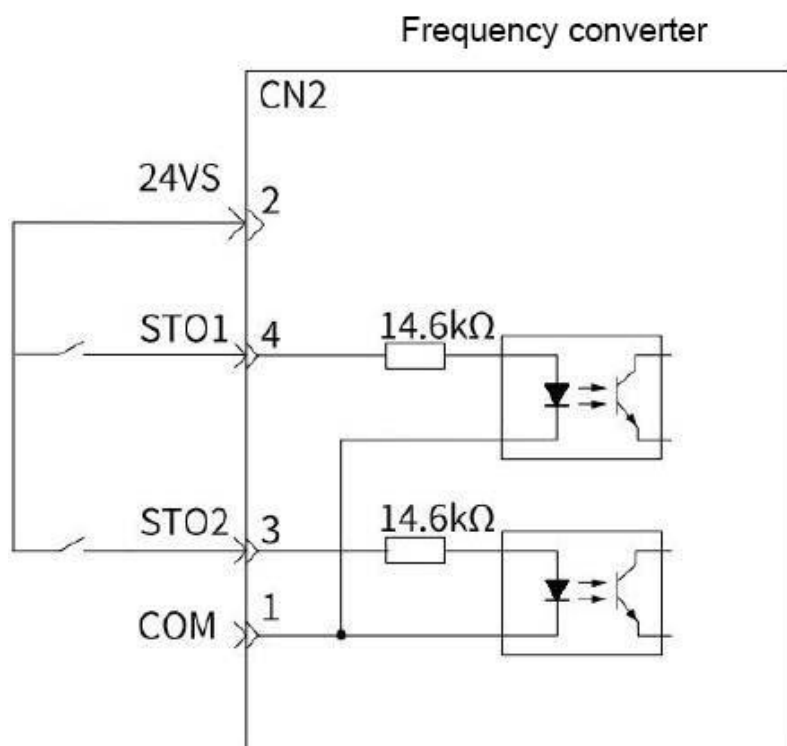 Frequency converter
CN2
24VS
2
STO1
4
14.6kΩ
STO2
3
14.6kΩ
COM
1